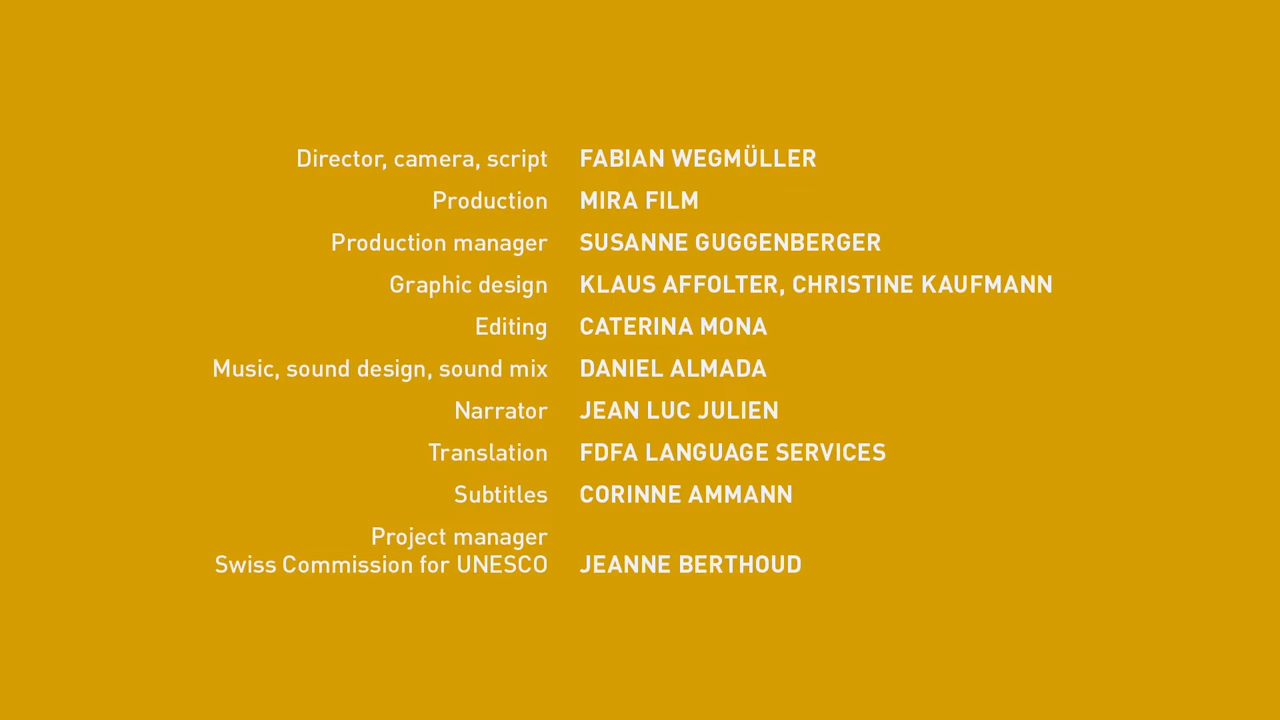 Director, camera, script FABIAN WEGMÜLLER
Production MIRA FILM
Production manager SUSANNE GUGGENBERGER
Graphic design KLAUS AFFOLTER, CHRISTINE KAUFMANN
Editing CATERINA MONA
Music, sound design, sound mix DANIEL ALMADA
Narrator JEAN LUC JULIEN
Translation FDFA LANGUAGE SERVICES
Subtitles CORINNE AMMANN
Project manager
Swiss Commission for UNESCO JEANNE BERTHOUD